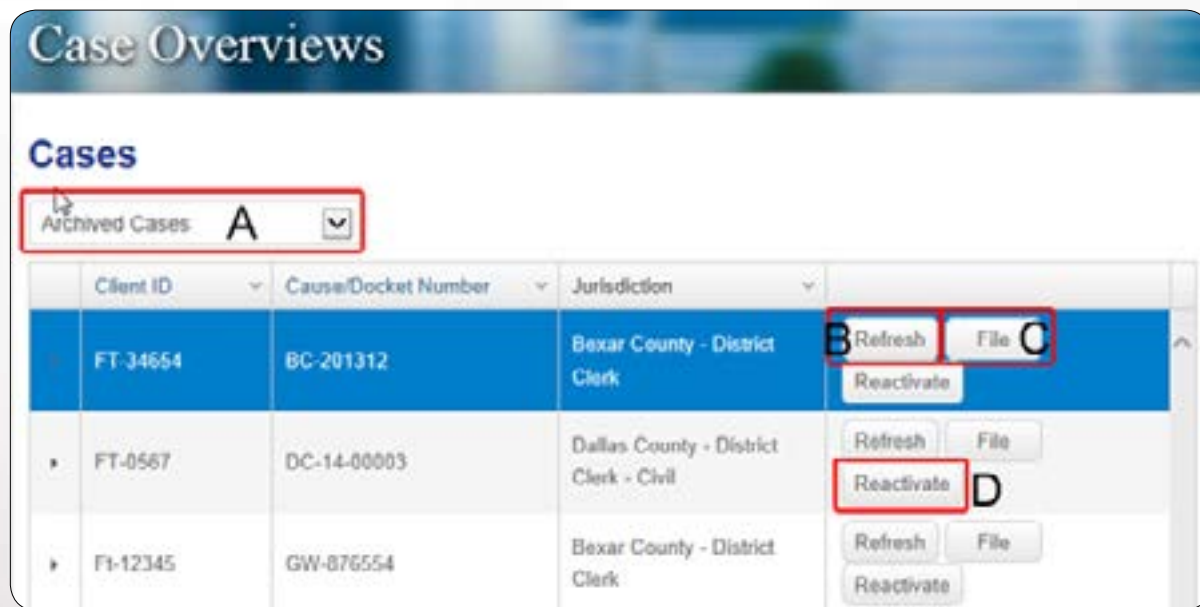 Case Overviews
Cases
Archived Cases A
Client ID Cause/Docket Number Jurisdiction
FT-34654 BC-201312 Bexar County - District Clerk B Refresh File C
Reactivate
FT-0567 DC-14-00003 Dallas County - District Clerk - Civil Refresh File
Reactivate D
Ft-12345 GW-876554 Bexar County - District Clerk Refresh File
Reactivate